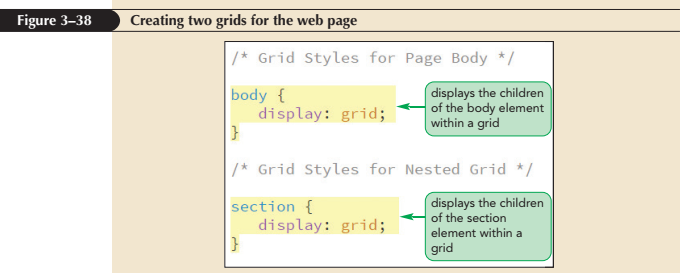 Figure 3–38 Creating two grids for the web page
/* Grid Styles for Page Body */
body {
display: grid;
}
displays the children
of the body element
within a grid
/* Grid Styles for Nested Grid */
section {
display: grid;
}
displays the children
of the section
element within a
grid